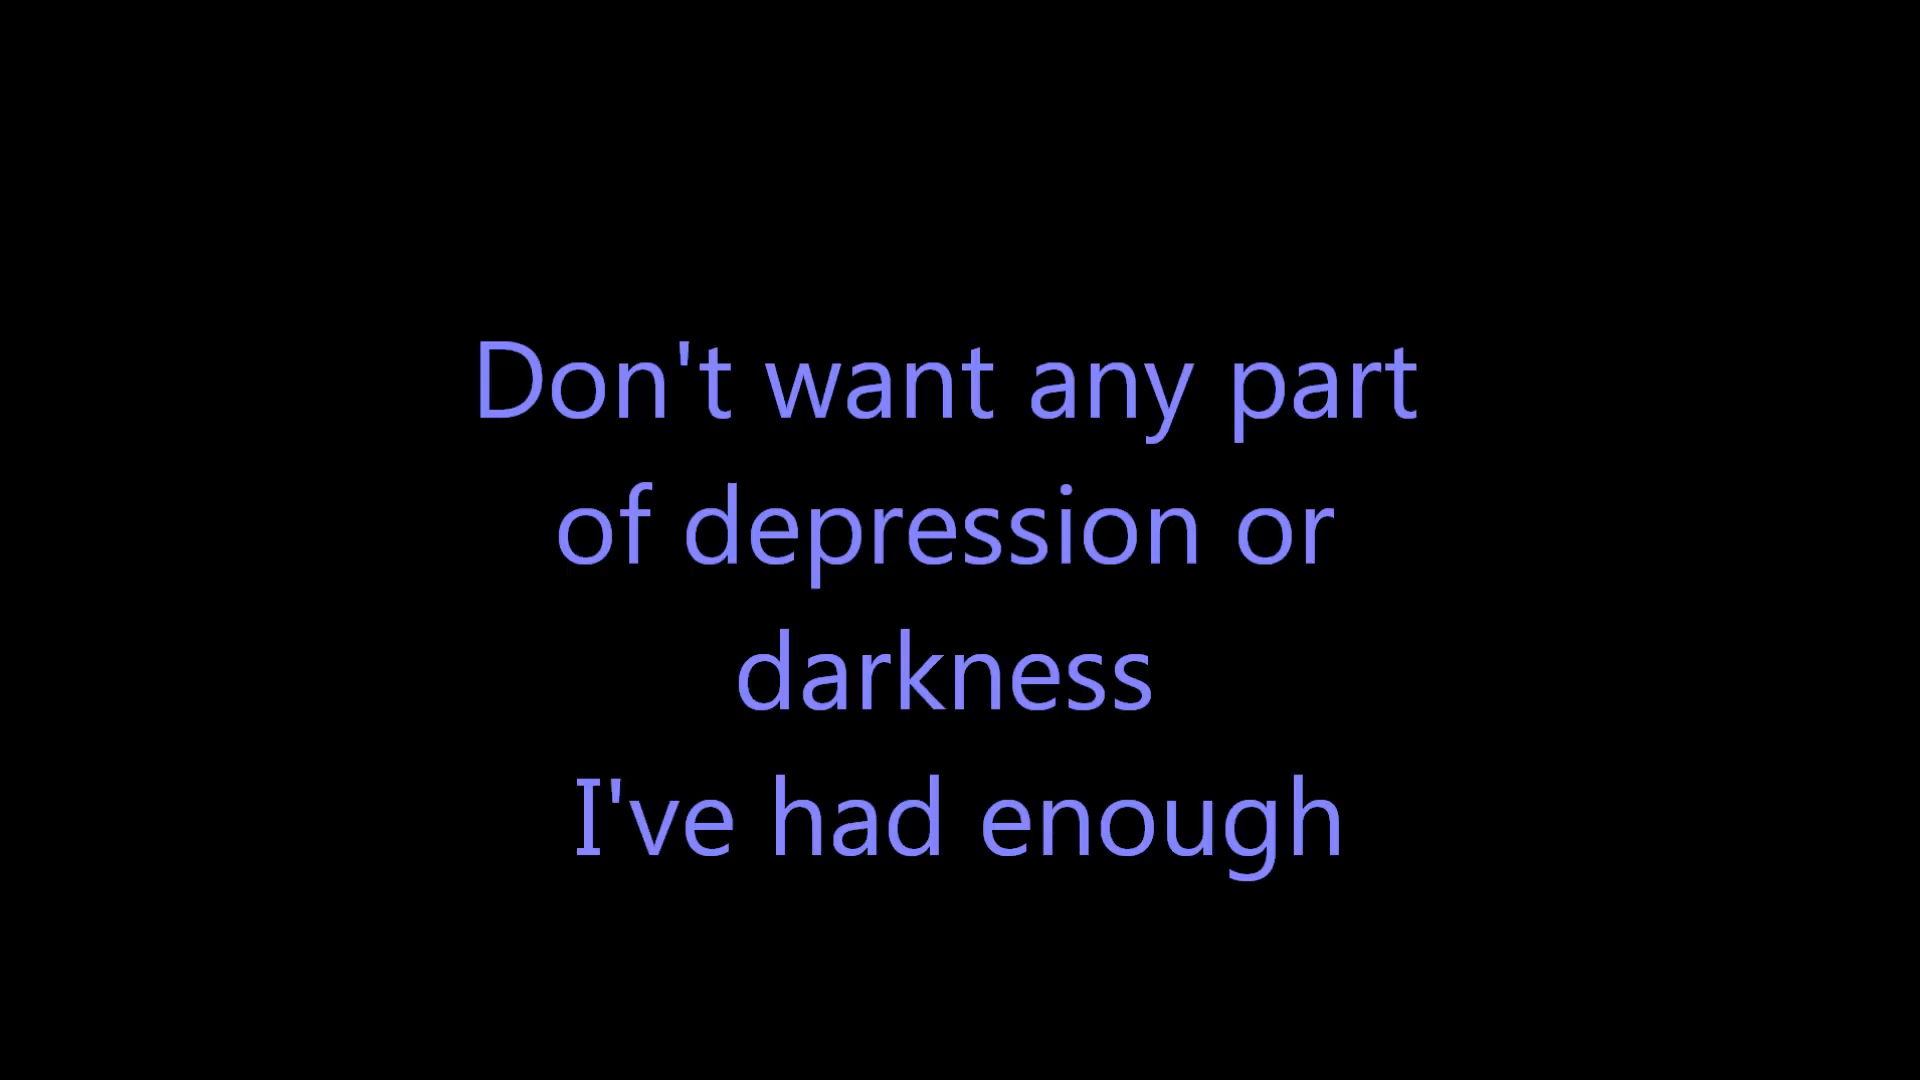 Don't want any part
of depression or
darkness
I've had enough